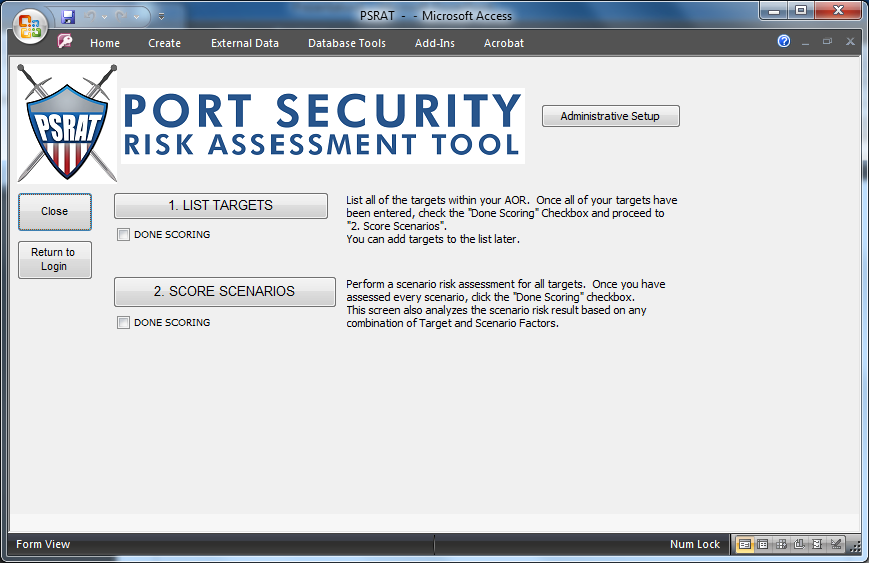 PSRAT - - Microsoft Access
Home Create External Data Database Tools Add-Ins Acrobat
PSRAT
PORT SECURITY
RISK ASSESSMENT TOOL
Administrative Setup
Close
Return to
Login
1. LIST TARGETS
DONE SCORING
List all of the targets within your AOR. Once all of your targets have
been entered, check the "Done Scoring" Checkbox and proceed to
"2. Score Scenarios".
You can add targets to the list later.
2. SCORE SCENARIOS
DONE SCORING
Perform a scenario risk assessment for all targets. Once you have
assessed every scenario, click the "Done Scoring" checkbox.
This screen also analyzes the scenario risk result based on any
combination of Target and Scenario Factors.
Form View
Num Lock